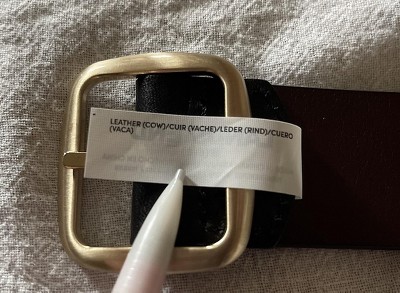 LEATHER (COW)/CUIR (VACHE)/LEDER (RIND)/CUERO
(VACA)